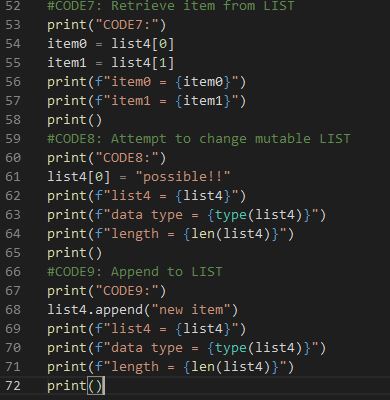 52 #CODE7: Retrieve item from LIST
53 print("CODE7:")
54 item0 = list4[0]
55 item1 = list4[1]
56 print(f"item0 = {item0}")
57 print(f"item1 = {item1}")
58 print()
59 #CODE8: Attempt to change mutable LIST
60 print("CODE8:")
61 list4[0] = "possible!!"
62 print(f"list4 = {list4}")
63 print(f"data type = {type(list4)}")
64 print(f"length = {len(list4)}")
65 print()
66 #CODE9: Append to LIST
67 print("CODE9:")
68 list4.append("new item")
69 print(f"list4 = {list4}")
70 print(f"data type = {type(list4)}")
71 print(f"length = {len(list4)}")
72 print()